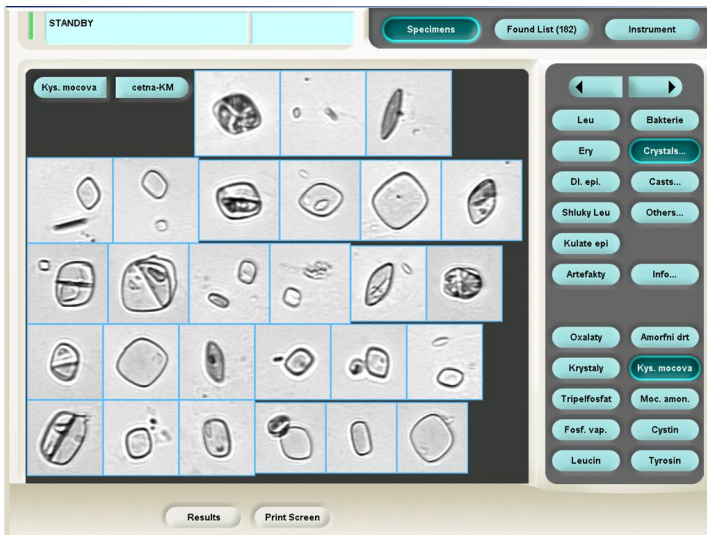 STANDBY
Specimens
Found List (182)
Instrument
Kys. mocova
cetna-KM
Leu
Bakterie
Ery
Crystals...
Dl. epi.
Casts...
Shluky Leu
Others...
Kulate epi
Artefakty
Info...
Oxalaty
Amorfni drt
Krystaly
Kys. mocova
Tripelfosfat
Moc. amon.
Fosf. vap.
Cystin
Leucin
Tyrosin
Results
Print Screen